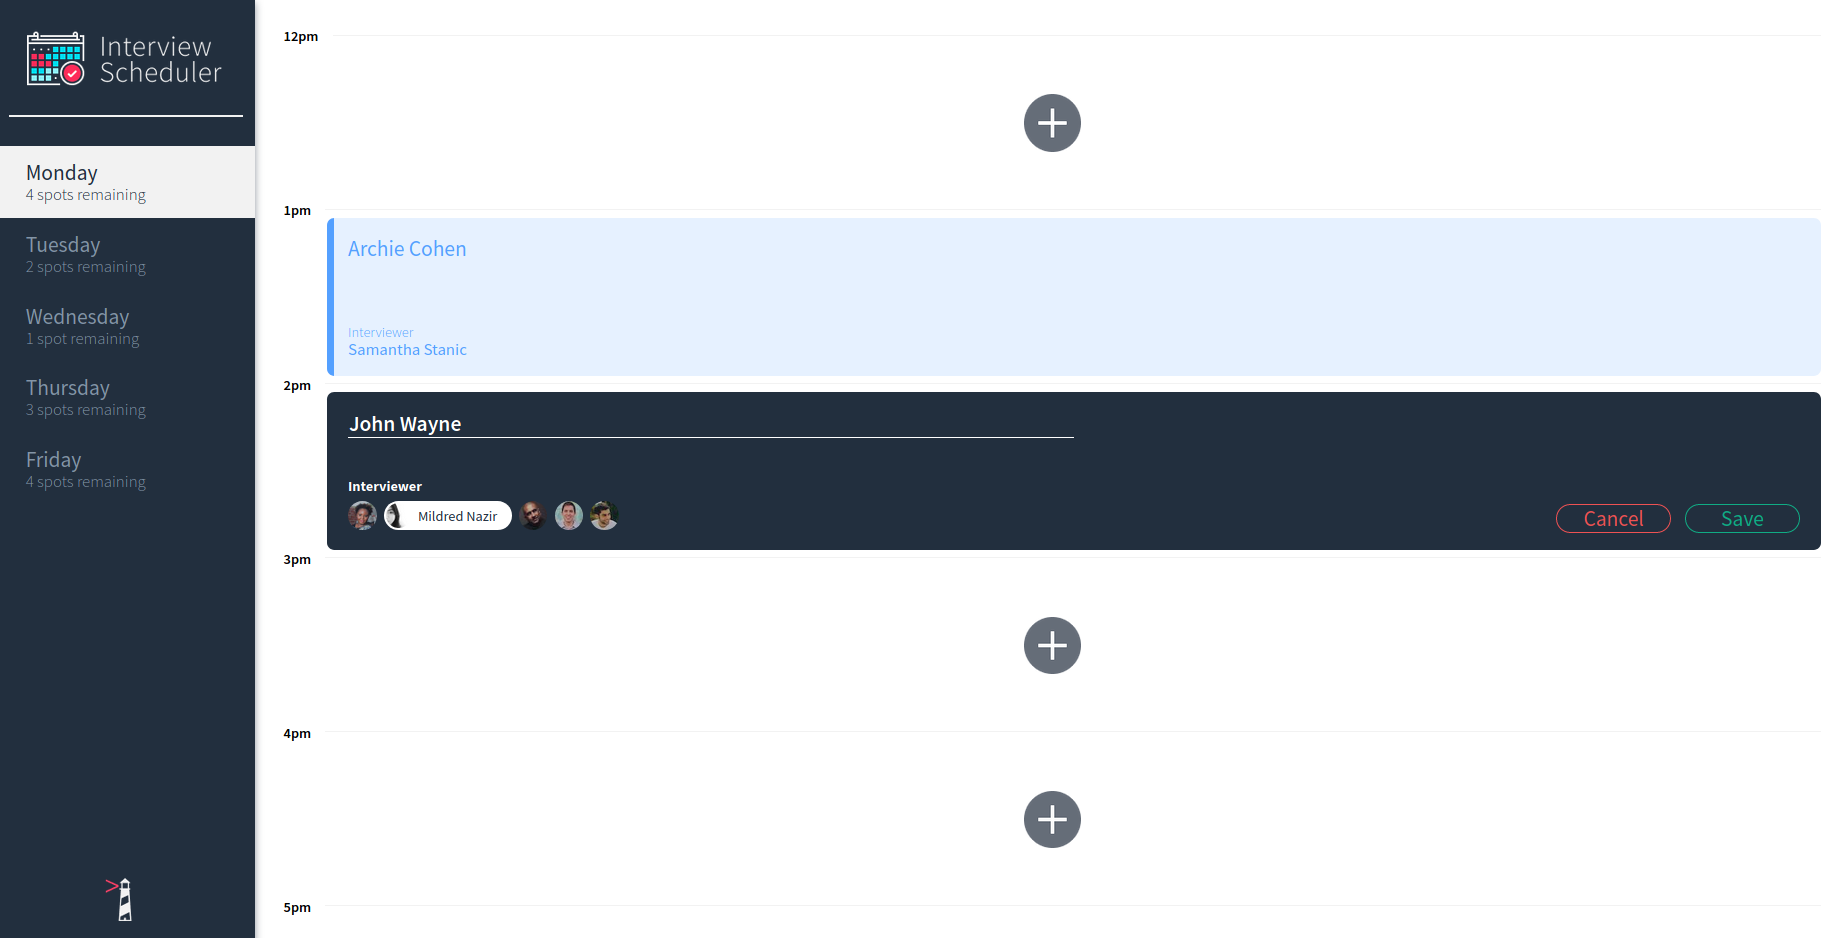 Interview
Scheduler
Monday
4 spots remaining
Tuesday
2 spots remaining
Wednesday
1 spot remaining
Thursday
3 spots remaining
Friday
4 spots remaining
12pm
1pm
Archie Cohen
Interviewer
Samantha Stanic
2pm
John Wayne
Interviewer
Mildred Nazir
Cancel Save
3pm
4pm
5pm